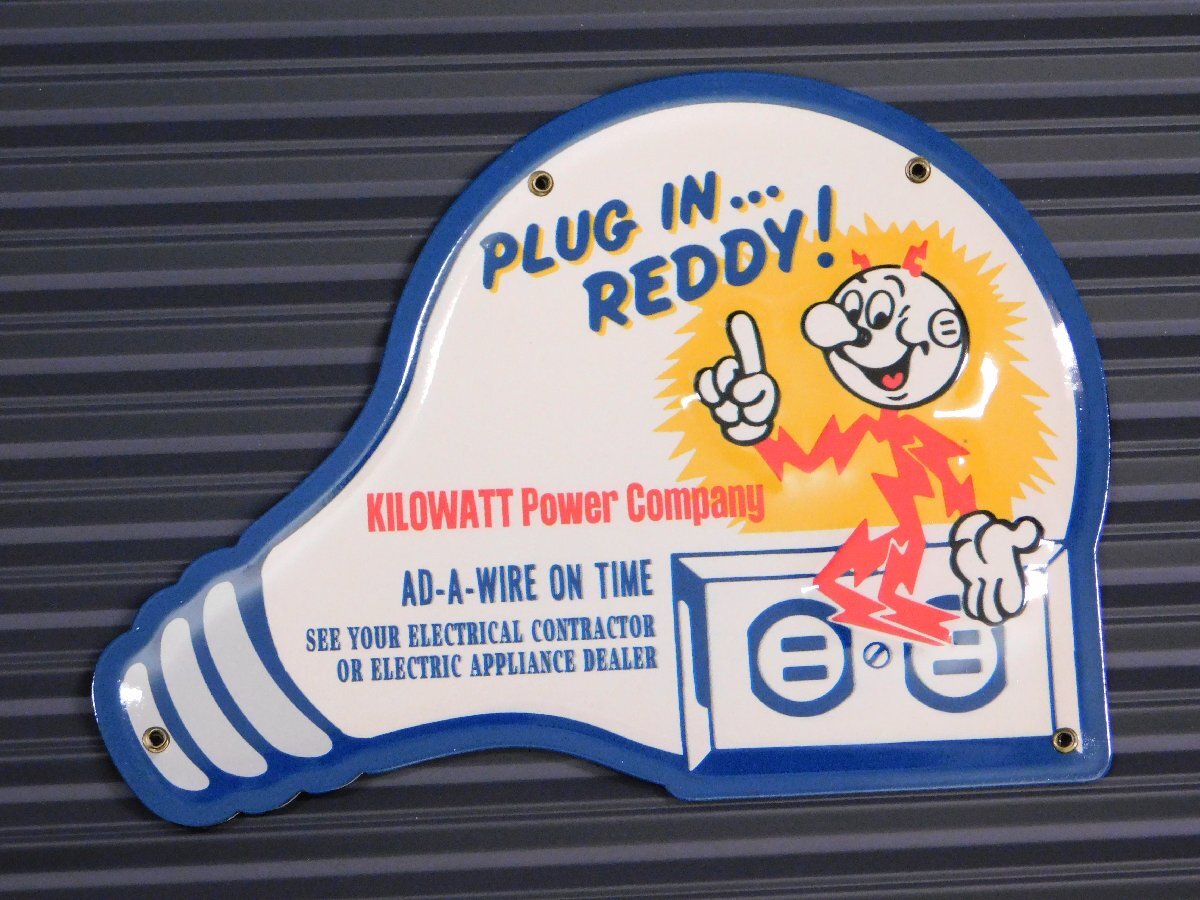 PLUG IN...
REDDY!
KILOWATT Power Company
AD-A-WIRE ON TIME
SEE YOUR ELECTRICAL CONTRACTOR
OR ELECTRIC APPLIANCE DEALER